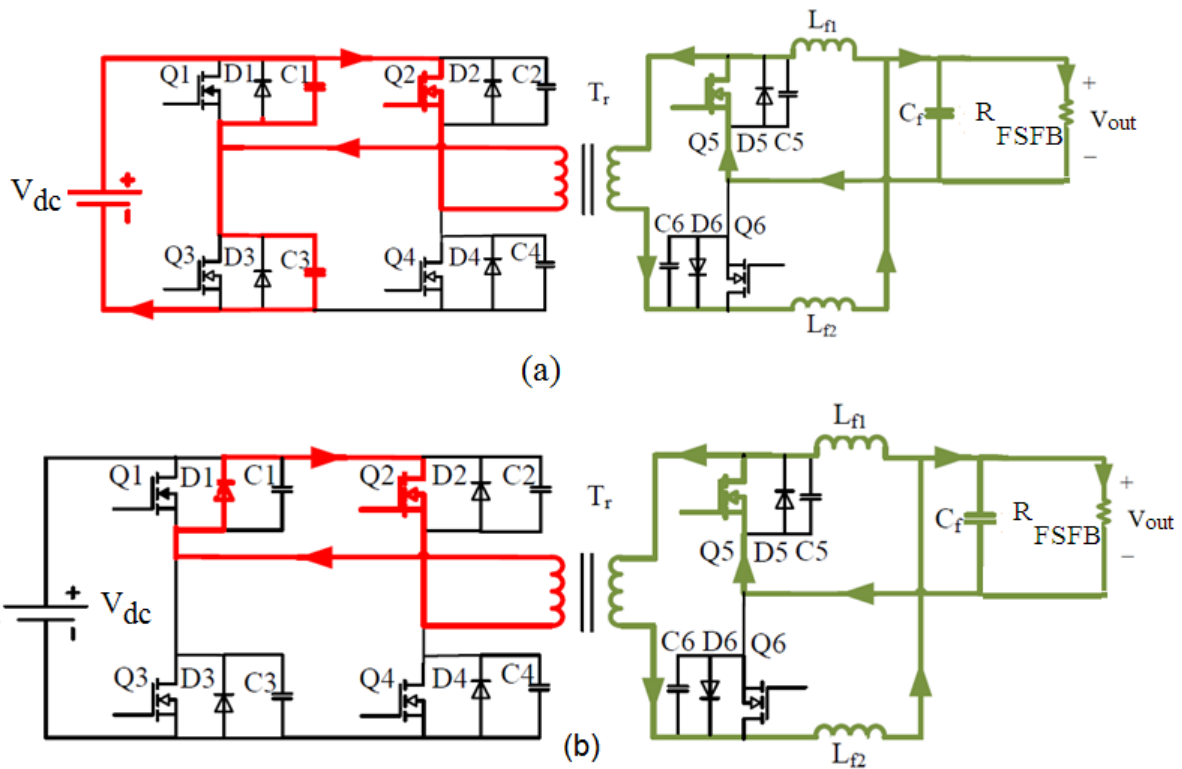 Q1 D1 C1 Q2 D2 C2
Q3 D3 C3 Q4 D4 C4
Vdc
+
-
Tr
Lf1
Q5 D5 C5
C6 D6 Q6
Lf2
Cf
R
FSFB
+
Vout
−
(a)
Q1 D1 C1 Q2 D2 C2
Q3 D3 C3 Q4 D4 C4
Vdc
+
-
Tr
Lf1
Q5 D5 C5
C6 D6 Q6
Lf2
Cf
R
FSFB
+
Vout
−
(b)